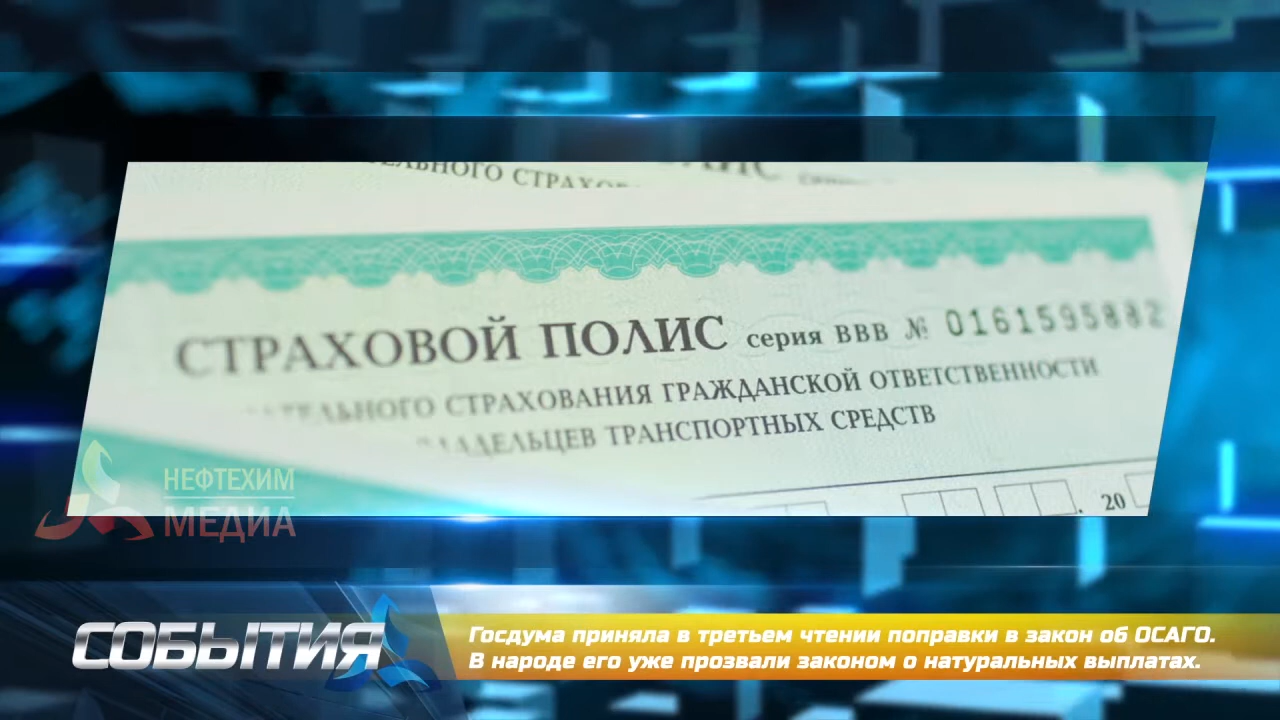 СТРАХОВОЙ ПОЛИС серия ВВВ № 0161595882
СТРАХОВАНИЯ ГРАЖДАНСКОЙ ОТВЕТСТВЕННОСТИ
ТРАНСПОРТНЫХ СРЕДСТВ
20
НЕФТЕХИМ
МЕДИА
СОБЫТИЯ
Госдума приняла в третьем чтении поправки в закон об ОСАГО.
В народе его уже прозвали законом о натуральных выплатах.